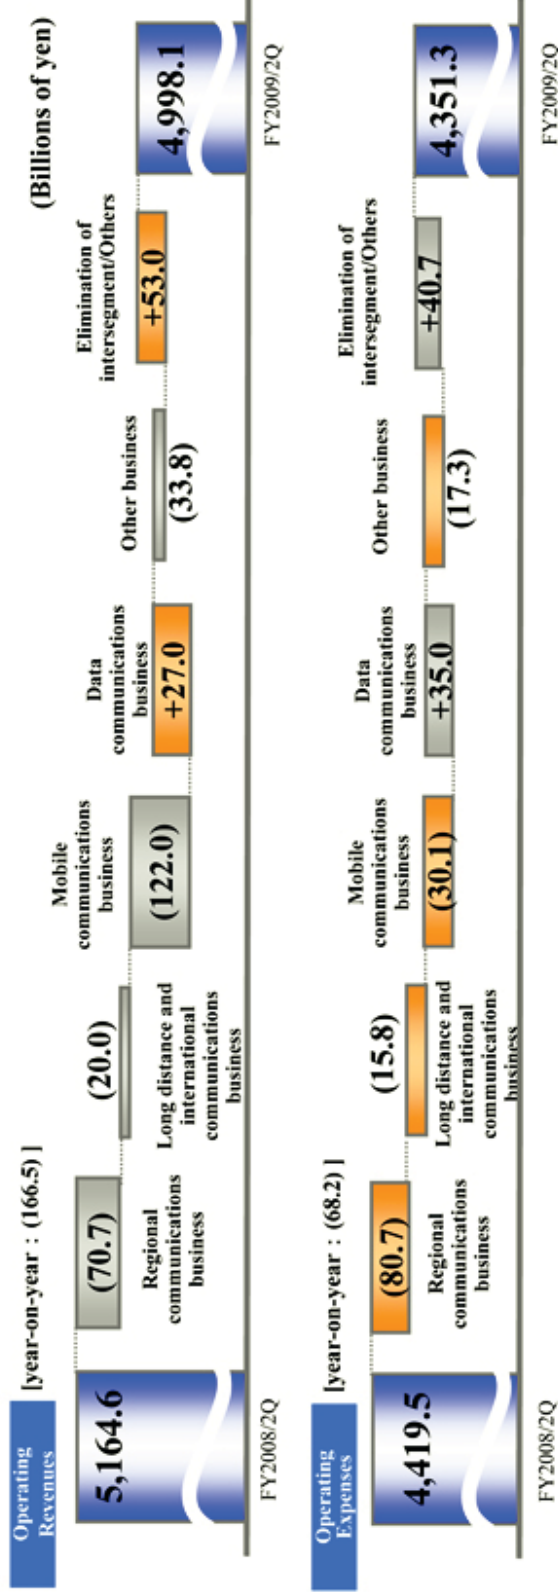 (Billions of yen)
Operating
Revenues
[year-on-year : (166.5) ]
5,164.6
FY2008/2Q
(70.7)
Regional
communications
business
(20.0)
Long distance and
international
communications
business
Mobile
communications
business
(122.0)
Data
communications
business
+27.0
Other business
(33.8)
Elimination of
intersegment/Others
+53.0
4,998.1
FY2009/2Q
Operating
Expenses
[year-on-year : (68.2) ]
4,419.5
FY2008/2Q
(80.7)
Regional
communications
business
(15.8)
Long distance and
international
communications
business
Mobile
communications
business
(30.1)
Data
communications
business
+35.0
Other business
(17.3)
Elimination of
intersegment/Others
+40.7
4,351.3
FY2009/2Q